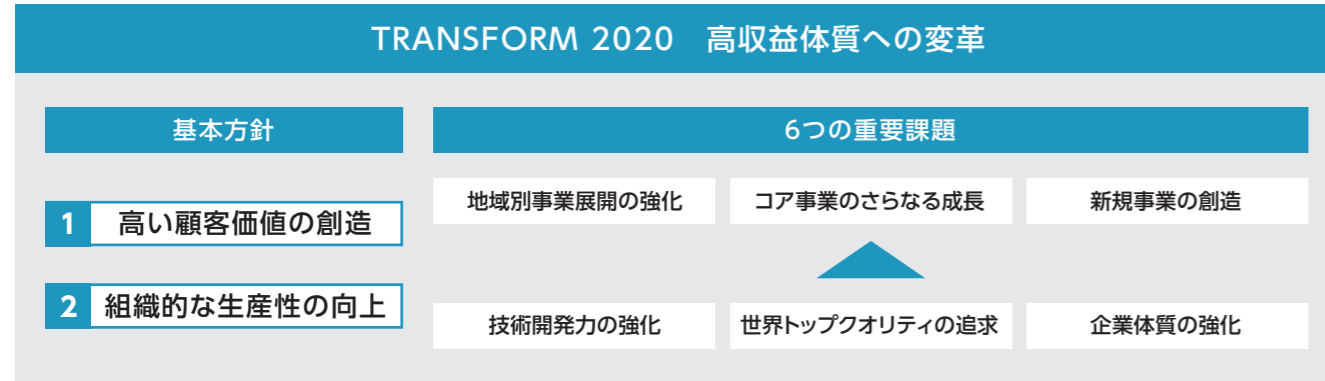 TRANSFORM 2020　高収益体質への変革
基本方針
1 高い顧客価値の創造
2 組織的な生産性の向上
6つの重要課題
地域別事業展開の強化
コア事業のさらなる成長
新規事業の創造
技術開発力の強化
世界トップクオリティの追求
企業体質の強化